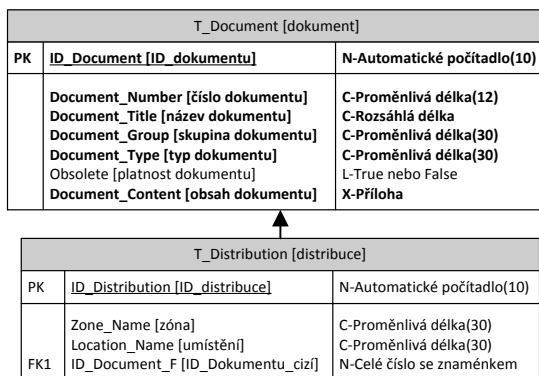 T_Document [dokument]
PK ID_Document [ID_dokumentu] N-Automatické počítadlo(10)
Document_Number [číslo dokumentu] C-Proměnlivá délka(12)
Document_Title [název dokumentu] C-Rozsáhlá délka
Document_Group [skupina dokumentu] C-Proměnlivá délka(30)
Document_Type [typ dokumentu] C-Proměnlivá délka(30)
Obsolete [platnost dokumentu] L-True nebo False
Document_Content [obsah dokumentu] X-Příloha
T_Distribution [distribuce]
PK ID_Distribution [ID_distribuce] N-Automatické počítadlo(10)
Zone_Name [zóna] C-Proměnlivá délka(30)
Location_Name [umístění] C-Proměnlivá délka(30)
FK1 ID_Document_F [ID_Dokumentu_cizí] N-Celé číslo se znaménkem